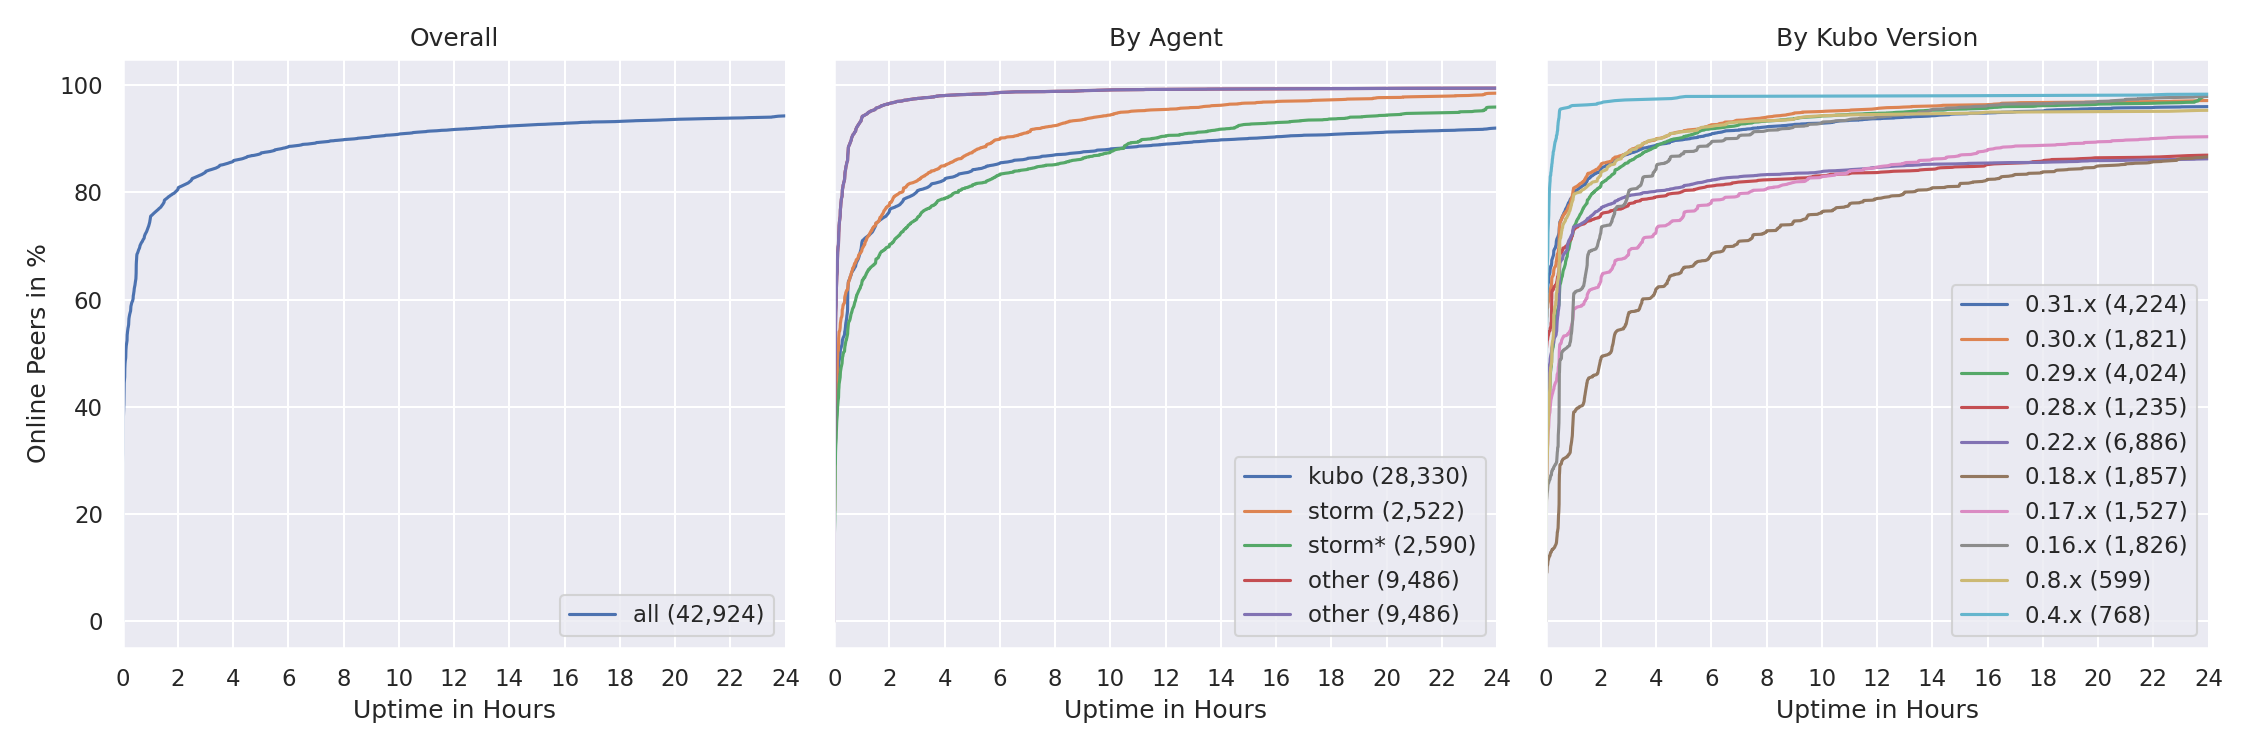 Overall
By Agent
By Kubo Version
Online Peers in %
100
80
60
40
20
0
all (42,924)
kubo (28,330)
storm (2,522)
storm* (2,590)
other (9,486)
other (9,486)
0.31.x (4,224)
0.30.x (1,821)
0.29.x (4,024)
0.28.x (1,235)
0.22.x (6,886)
0.18.x (1,857)
0.17.x (1,527)
0.16.x (1,826)
0.8.x (599)
0.4.x (768)
0 2 4 6 8 10 12 14 16 18 20 22 24
0 2 4 6 8 10 12 14 16 18 20 22 24
0 2 4 6 8 10 12 14 16 18 20 22 24
Uptime in Hours
Uptime in Hours
Uptime in Hours